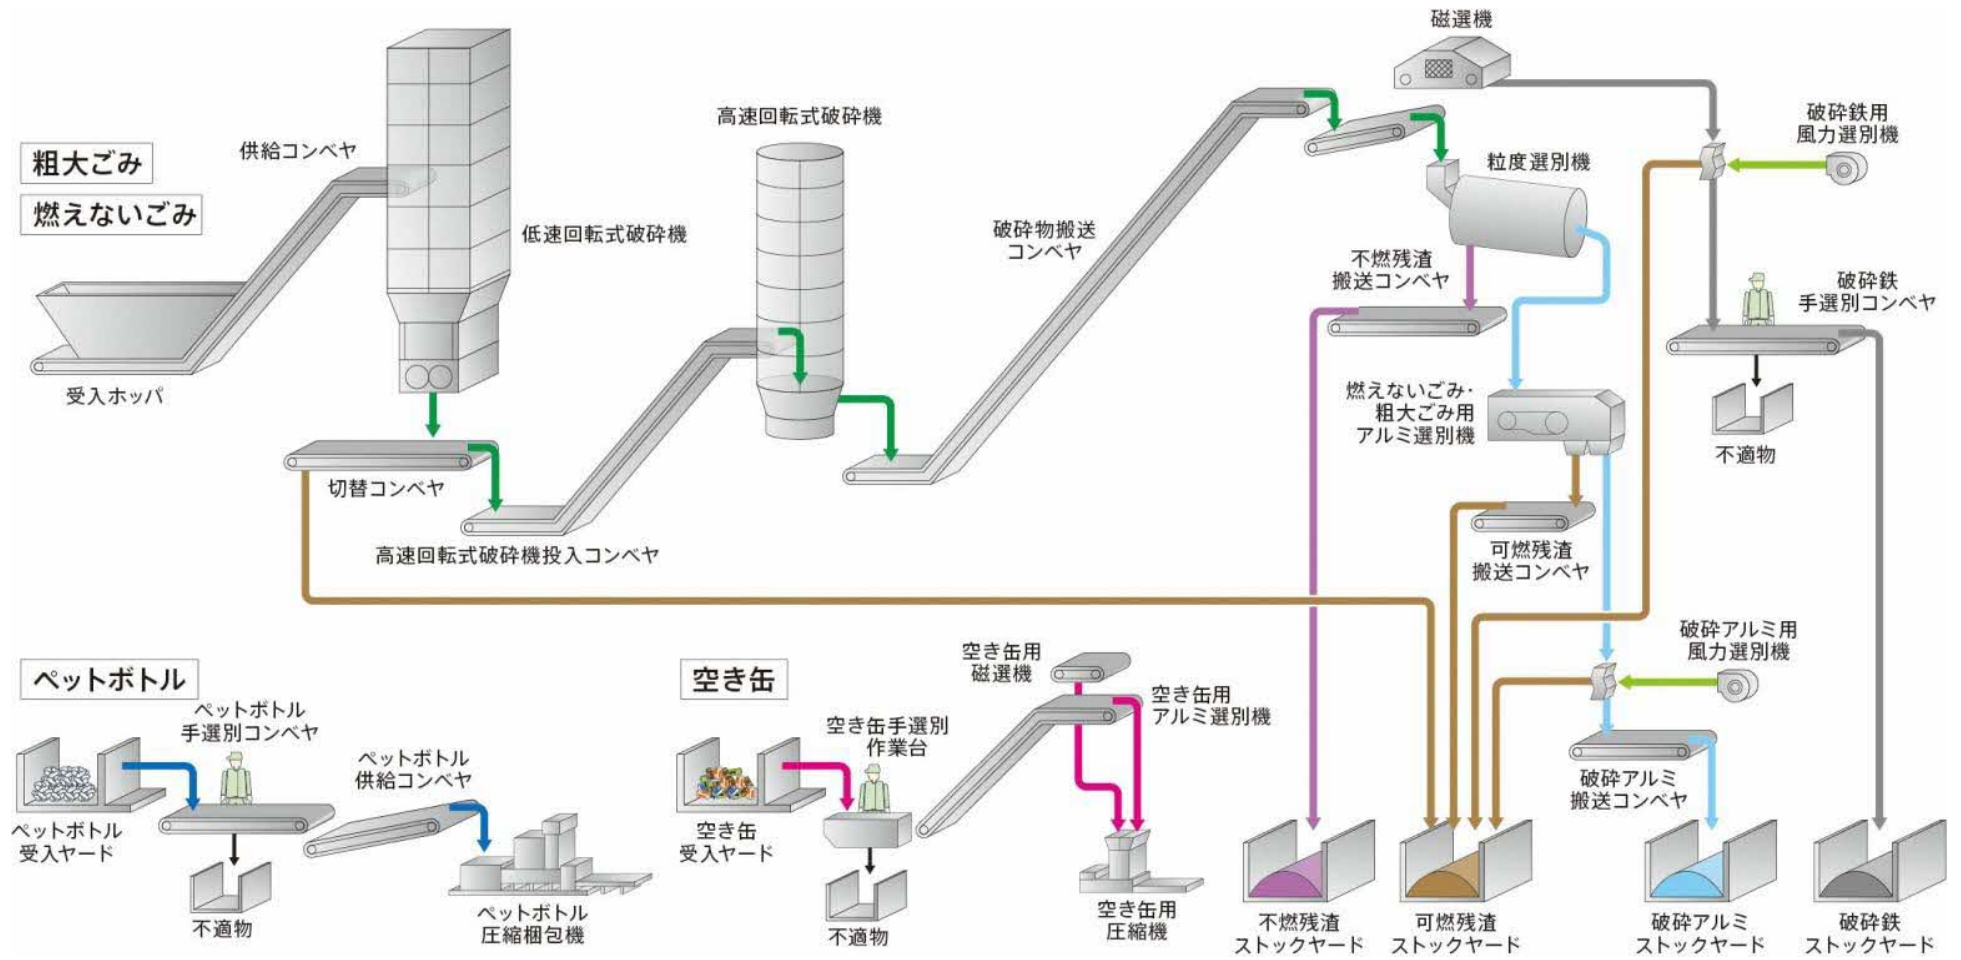 粗大ごみ
燃えないごみ
供給コンベヤ
低速回転式破砕機
受入ホッパ
切替コンベヤ
高速回転式破砕機投入コンベヤ
高速回転式破砕機
破砕物搬送
コンベヤ
磁選機
粒度選別機
破砕鉄用
風力選別機
不燃残渣
搬送コンベヤ
破砕鉄
手選別コンベヤ
不適物
燃えないごみ・
粗大ごみ用
アルミ選別機
可燃残渣
搬送コンベヤ
破砕アルミ用
風力選別機
破砕アルミ
搬送コンベヤ
不燃残渣
ストックヤード
可燃残渣
ストックヤード
破砕アルミ
ストックヤード
破砕鉄
ストックヤード
ペットボトル
ペットボトル
手選別コンベヤ
ペットボトル
供給コンベヤ
ペットボトル
受入ヤード
不適物
ペットボトル
圧縮梱包機
空き缶
空き缶手選別
作業台
空き缶用
磁選機
空き缶用
アルミ選別機
空き缶
受入ヤード
不適物
空き缶用
圧縮機